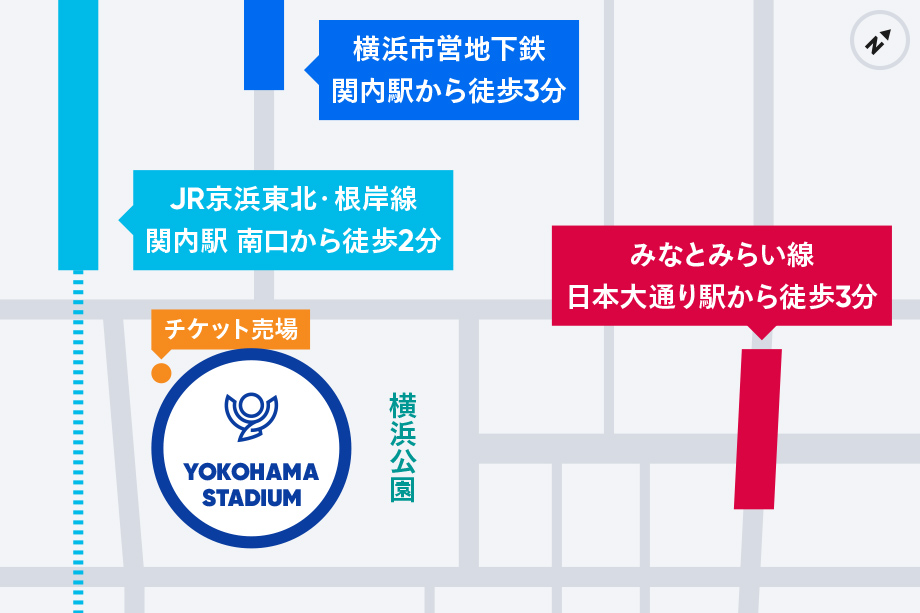 横浜市営地下鉄
関内駅から徒歩3分
N
JR京浜東北・根岸線
関内駅 南口から徒歩2分
みなとみらい線
日本大通り駅から徒歩3分
チケット売場
横浜公園
YOKOHAMA
STADIUM